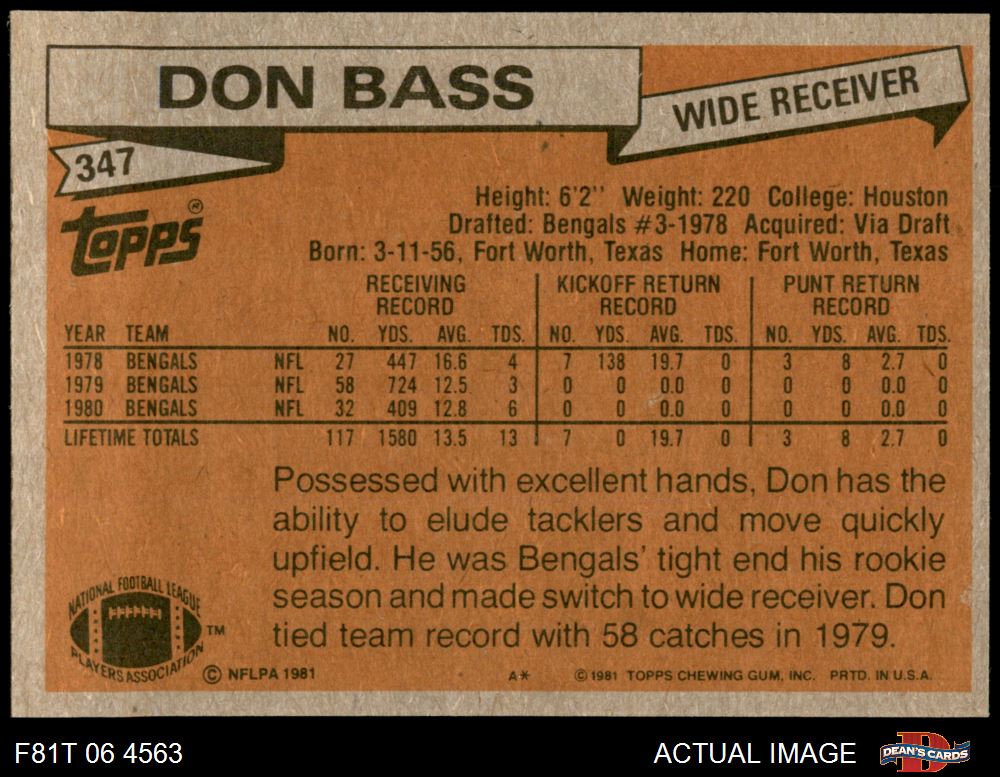 DON BASS
WIDE RECEIVER
347
topps®
Height: 6'2'' Weight: 220 College: Houston
Drafted: Bengals #3-1978 Acquired: Via Draft
Born: 3-11-56, Fort Worth, Texas Home: Fort Worth, Texas
RECEIVING RECORD KICKOFF RETURN RECORD PUNT RETURN RECORD
YEAR TEAM NO. YDS. AVG. TDS. NO. YDS. AVG. TDS. NO. YDS. AVG. TDS.
1978 BENGALS NFL 27 447 16.6 4 7 138 19.7 0 3 8 2.7 0
1979 BENGALS NFL 58 724 12.5 3 0 0 0.0 0 0 0 0.0 0
1980 BENGALS NFL 32 409 12.8 6 0 0 0.0 0 0 0 0.0 0
LIFETIME TOTALS 117 1580 13.5 13 7 0 19.7 0 3 8 2.7 0
Possessed with excellent hands, Don has the
ability to elude tacklers and move quickly
upfield. He was Bengals' tight end his rookie
season and made switch to wide receiver. Don
tied team record with 58 catches in 1979.
NATIONAL FOOTBALL LEAGUE
PLAYERS ASSOCIATION
TM
© NFLPA 1981 A* © 1981 TOPPS CHEWING GUM, INC. PRTD. IN U.S.A.
F81T 06 4563 ACTUAL IMAGE DEAN'S CARDS